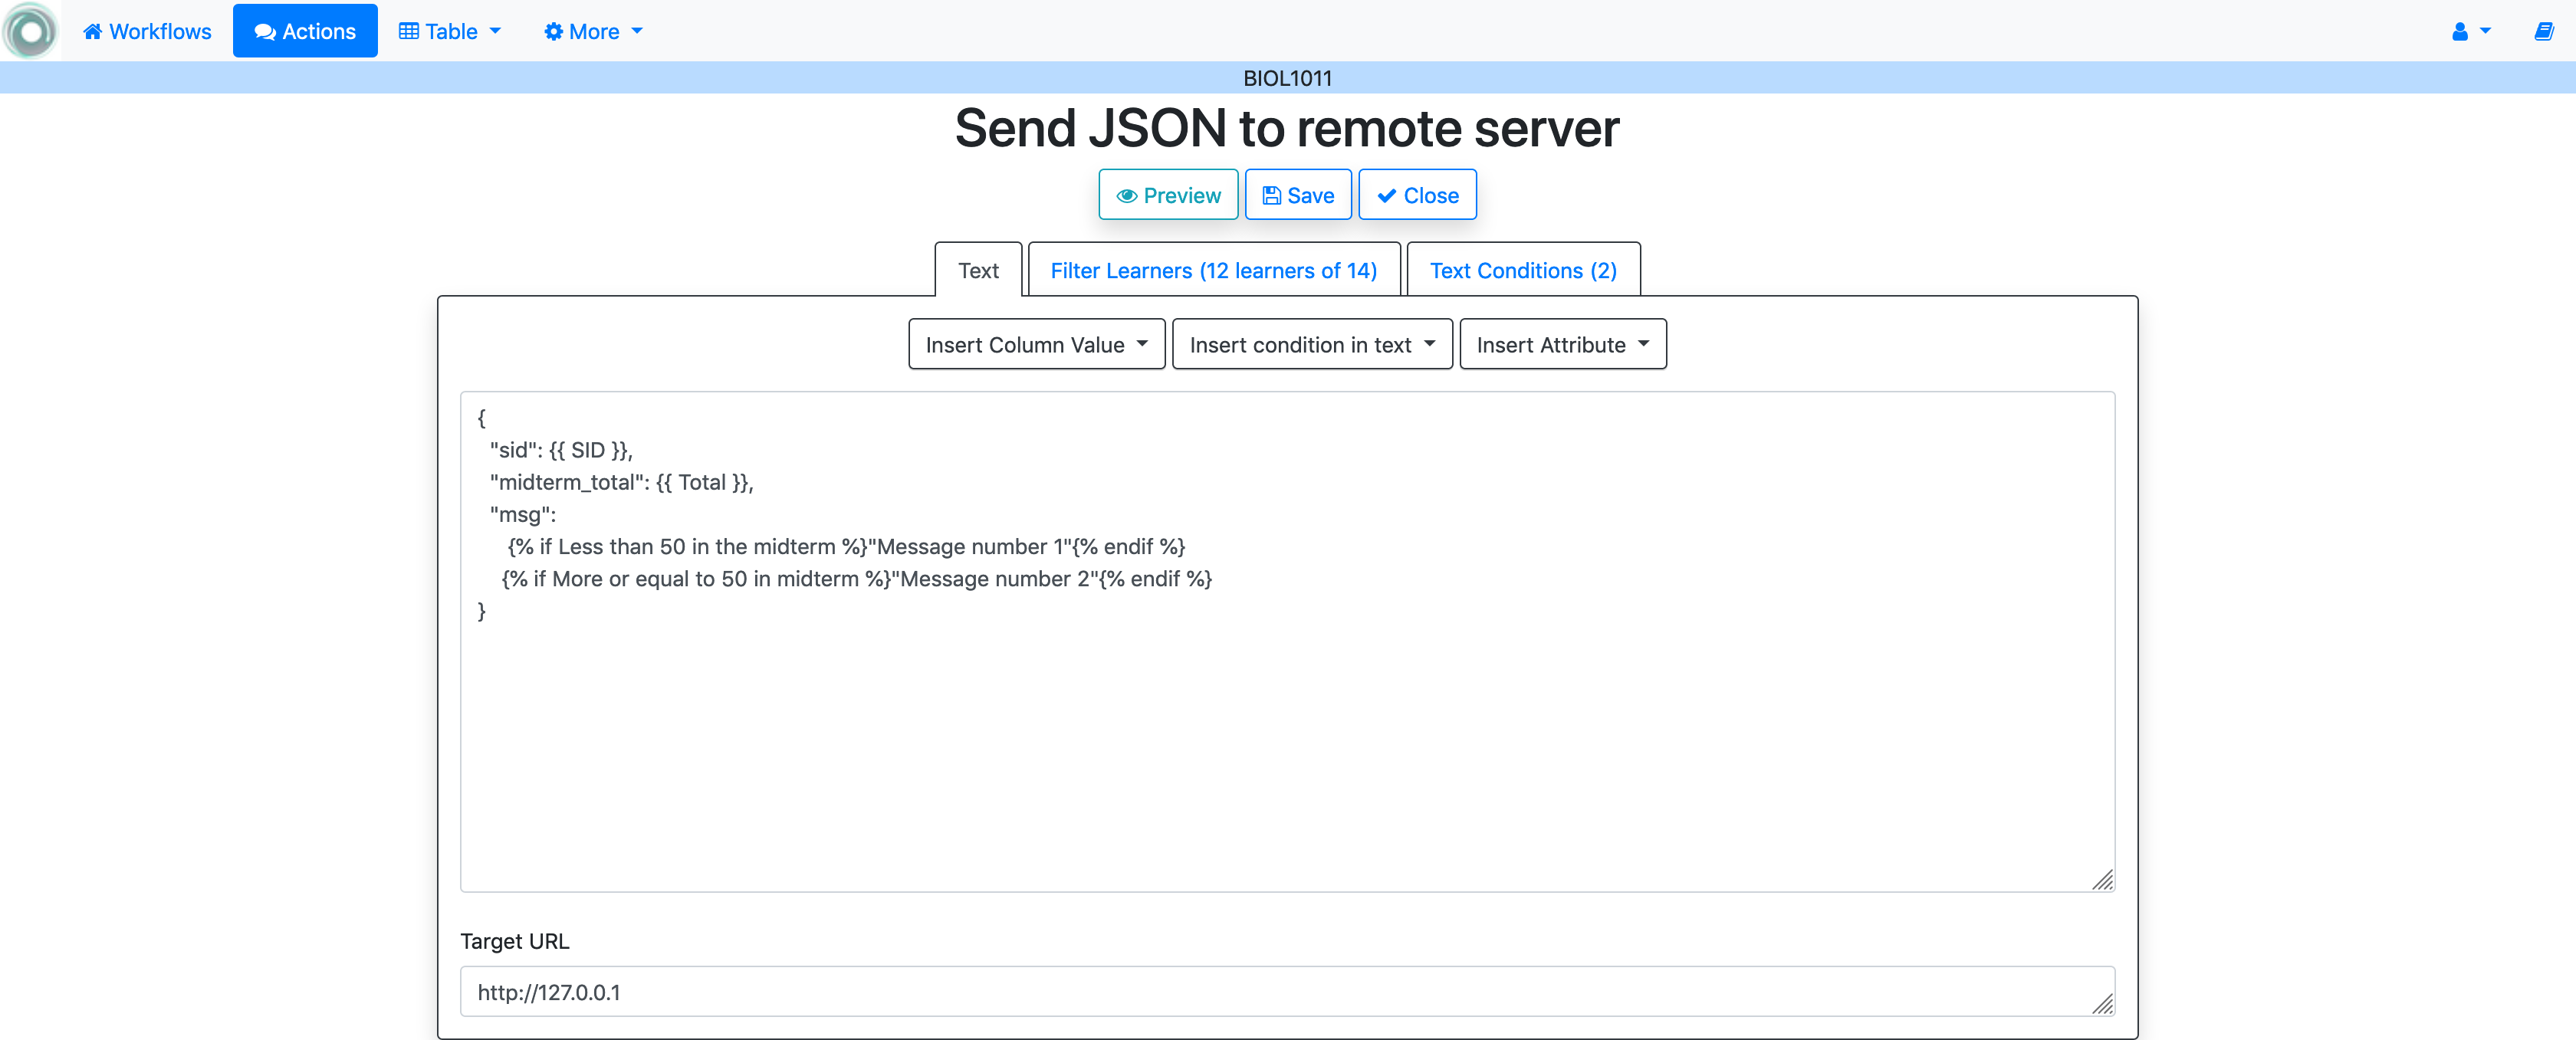 Workflows Actions Table More
BIOL1011
Send JSON to remote server
Preview Save Close
Text Filter Learners (12 learners of 14) Text Conditions (2)
Insert Column Value Insert condition in text Insert Attribute
{
"sid": {{ SID }},
"midterm_total": {{ Total }},
"msg":
{% if Less than 50 in the midterm %}"Message number 1"{% endif %}
{% if More or equal to 50 in midterm %}"Message number 2"{% endif %}
}
Target URL
http://127.0.0.1